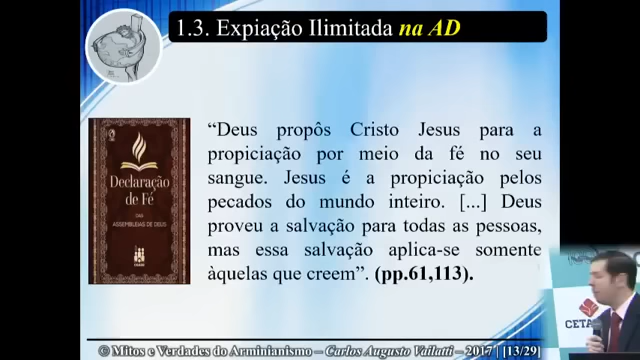 1.3. Expiação Ilimitada na AD
“Deus propôs Cristo Jesus para a
propiciação por meio da fé no seu
sangue. Jesus é a propiciação pelos
pecados do mundo inteiro. [...] Deus
proveu a salvação para todas as pessoas,
mas essa salvação aplica-se somente
àquelas que creem”. (pp.61,113).
Declaração
de Fé
DAS
ASSEMBLEIAS DE DEUS
CETA
© Mitos e Verdades do Arminianismo – Carlos Augusto Vailatti – 2017 | [13/29]